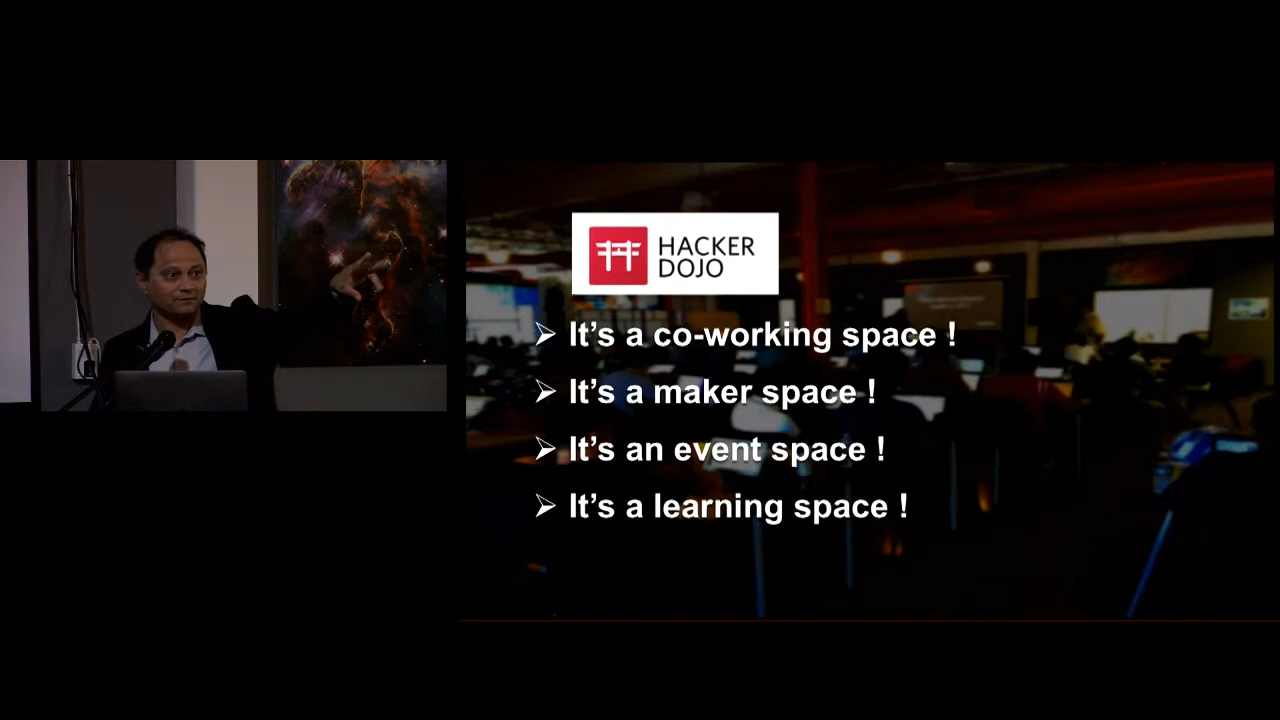 HACKER
DOJO
➢ It’s a co-working space !
➢ It’s a maker space !
➢ It’s an event space !
➢ It’s a learning space !